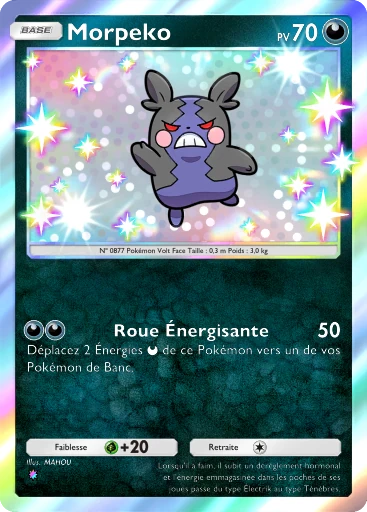 BASE Morpeko PV 70
N° 0877 Pokémon Volt Face Taille : 0,3 m Poids : 3,0 kg
Roue Énergisante 50
Déplacez 2 Énergies de ce Pokémon vers un de vos
Pokémon de Banc.
Faiblesse +20 Retraite
Illus. MAHOU
Lorsqu'il a faim, il subit un dérèglement hormonal
et l'énergie emmagasinée dans les poches de ses
joues passe du type Électrik au type Ténèbres.